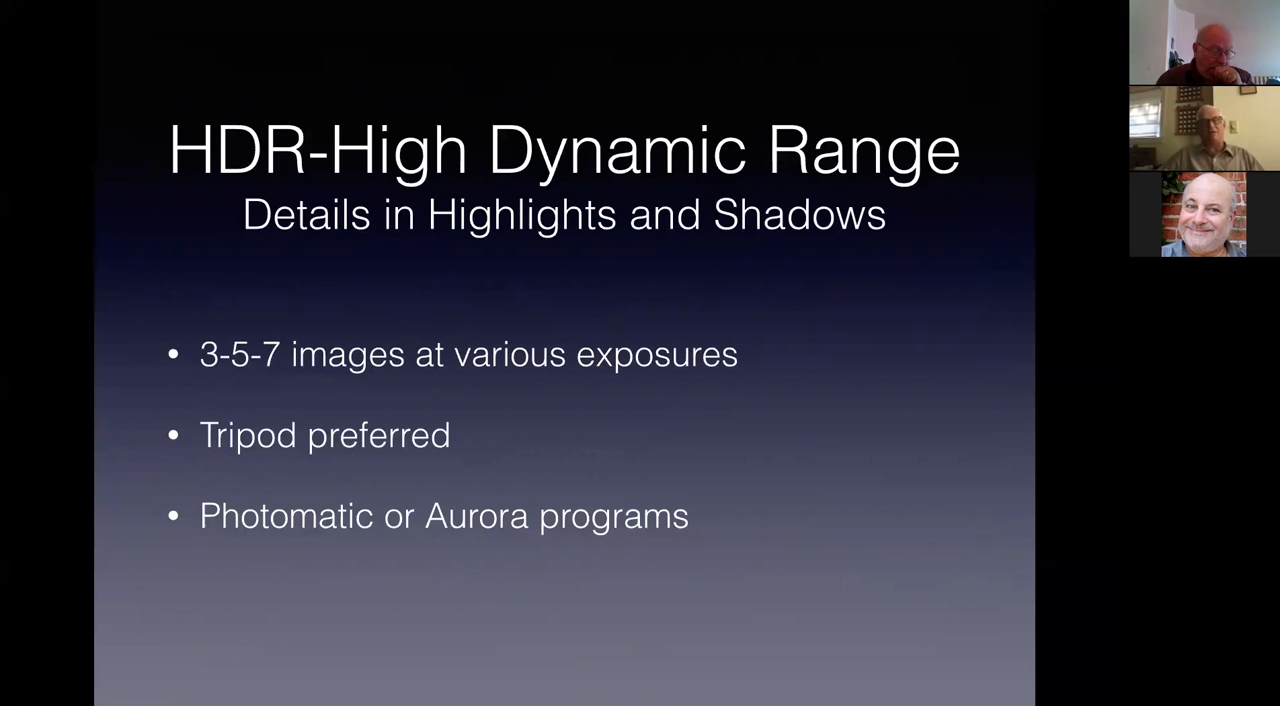 HDR-High Dynamic Range
Details in Highlights and Shadows
• 3-5-7 images at various exposures
• Tripod preferred
• Photomatic or Aurora programs